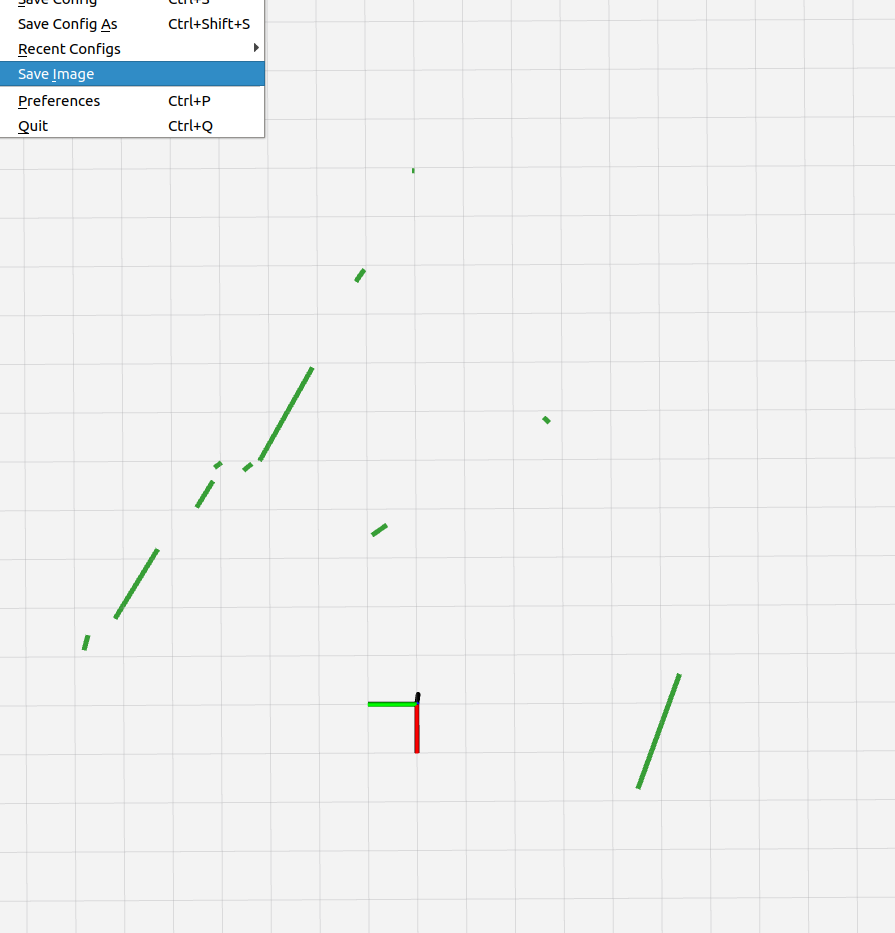 Save Config Ctrl+S
Save Config As Ctrl+Shift+S
Recent Configs
Save Image
Preferences Ctrl+P
Quit Ctrl+Q